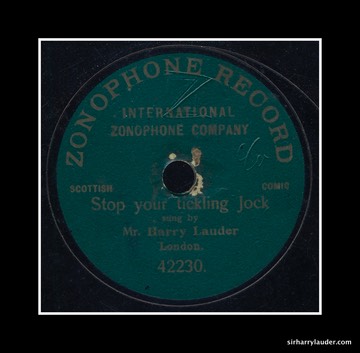 ZONOPHONE RECORD
INTERNATIONAL
ZONOPHONE COMPANY
SCOTTISH
COMIC
Stop your tickling Jock
sung by
Mr. Harry Lauder
London.
42230.
sirharrylauder.com